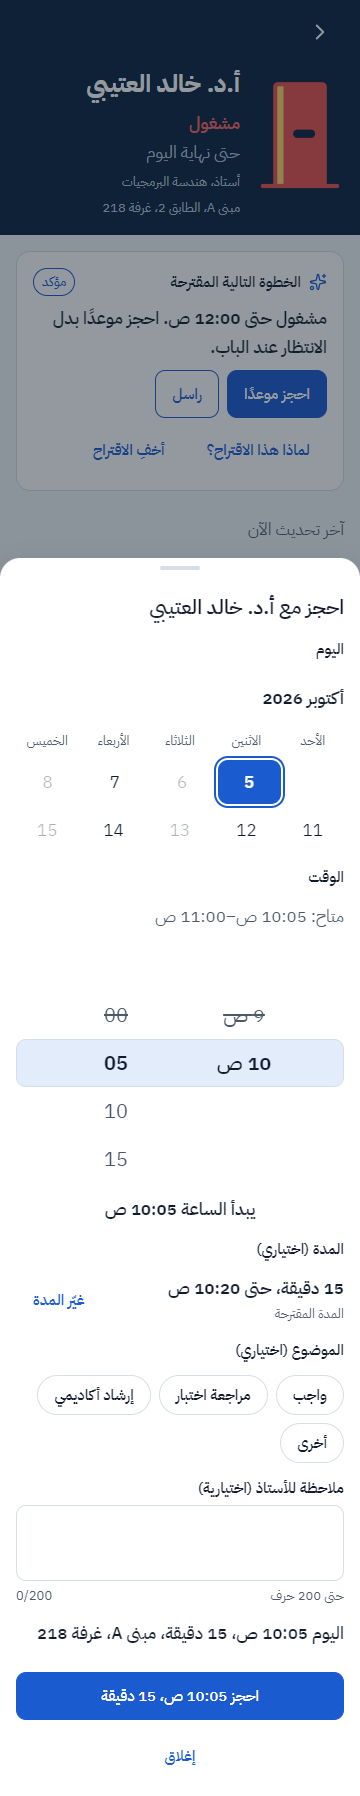 أ.د. خالد العتيبي
مشغول
حتى نهاية اليوم
أستاذ، هندسة البرمجيات
مبنى A، الطابق 2، غرفة 218
الخطوة التالية المقترحة
مؤكد
مشغول حتى 12:00 ص. احجز موعدًا بدل
الانتظار عند الباب.
احجز موعدًا
راسل
لماذا هذا الاقتراح؟
أخفِ الاقتراح
آخر تحديث الآن
احجز مع أ.د. خالد العتيبي
اليوم
أكتوبر 2026
الأحد الاثنين الثلاثاء الأربعاء الخميس
5 6 7 8
11 12 13 14 15
الوقت
متاح: 10:05 ص–11:00 ص
9 ص 00
10 ص 05
10
15
يبدأ الساعة 10:05 ص
المدة (اختياري)
15 دقيقة، حتى 10:20 ص
غيّر المدة
المدة المقترحة
الموضوع (اختياري)
واجب
مراجعة اختبار
إرشاد أكاديمي
أخرى
ملاحظة للأستاذ (اختيارية)
حتى 200 حرف
0/200
اليوم 10:05 ص، 15 دقيقة، مبنى A، غرفة 218
احجز 10:05 ص، 15 دقيقة
إغلاق